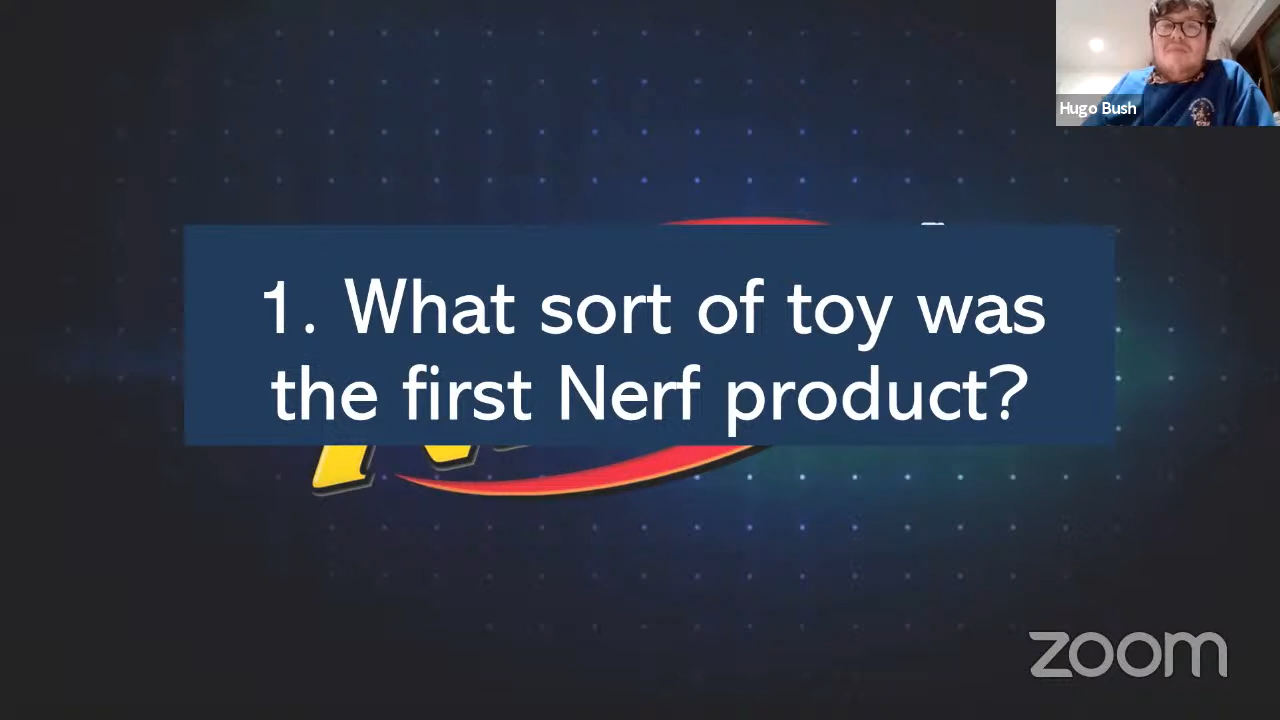 Hugo Bush
1. What sort of toy was
the first Nerf product?
zoom